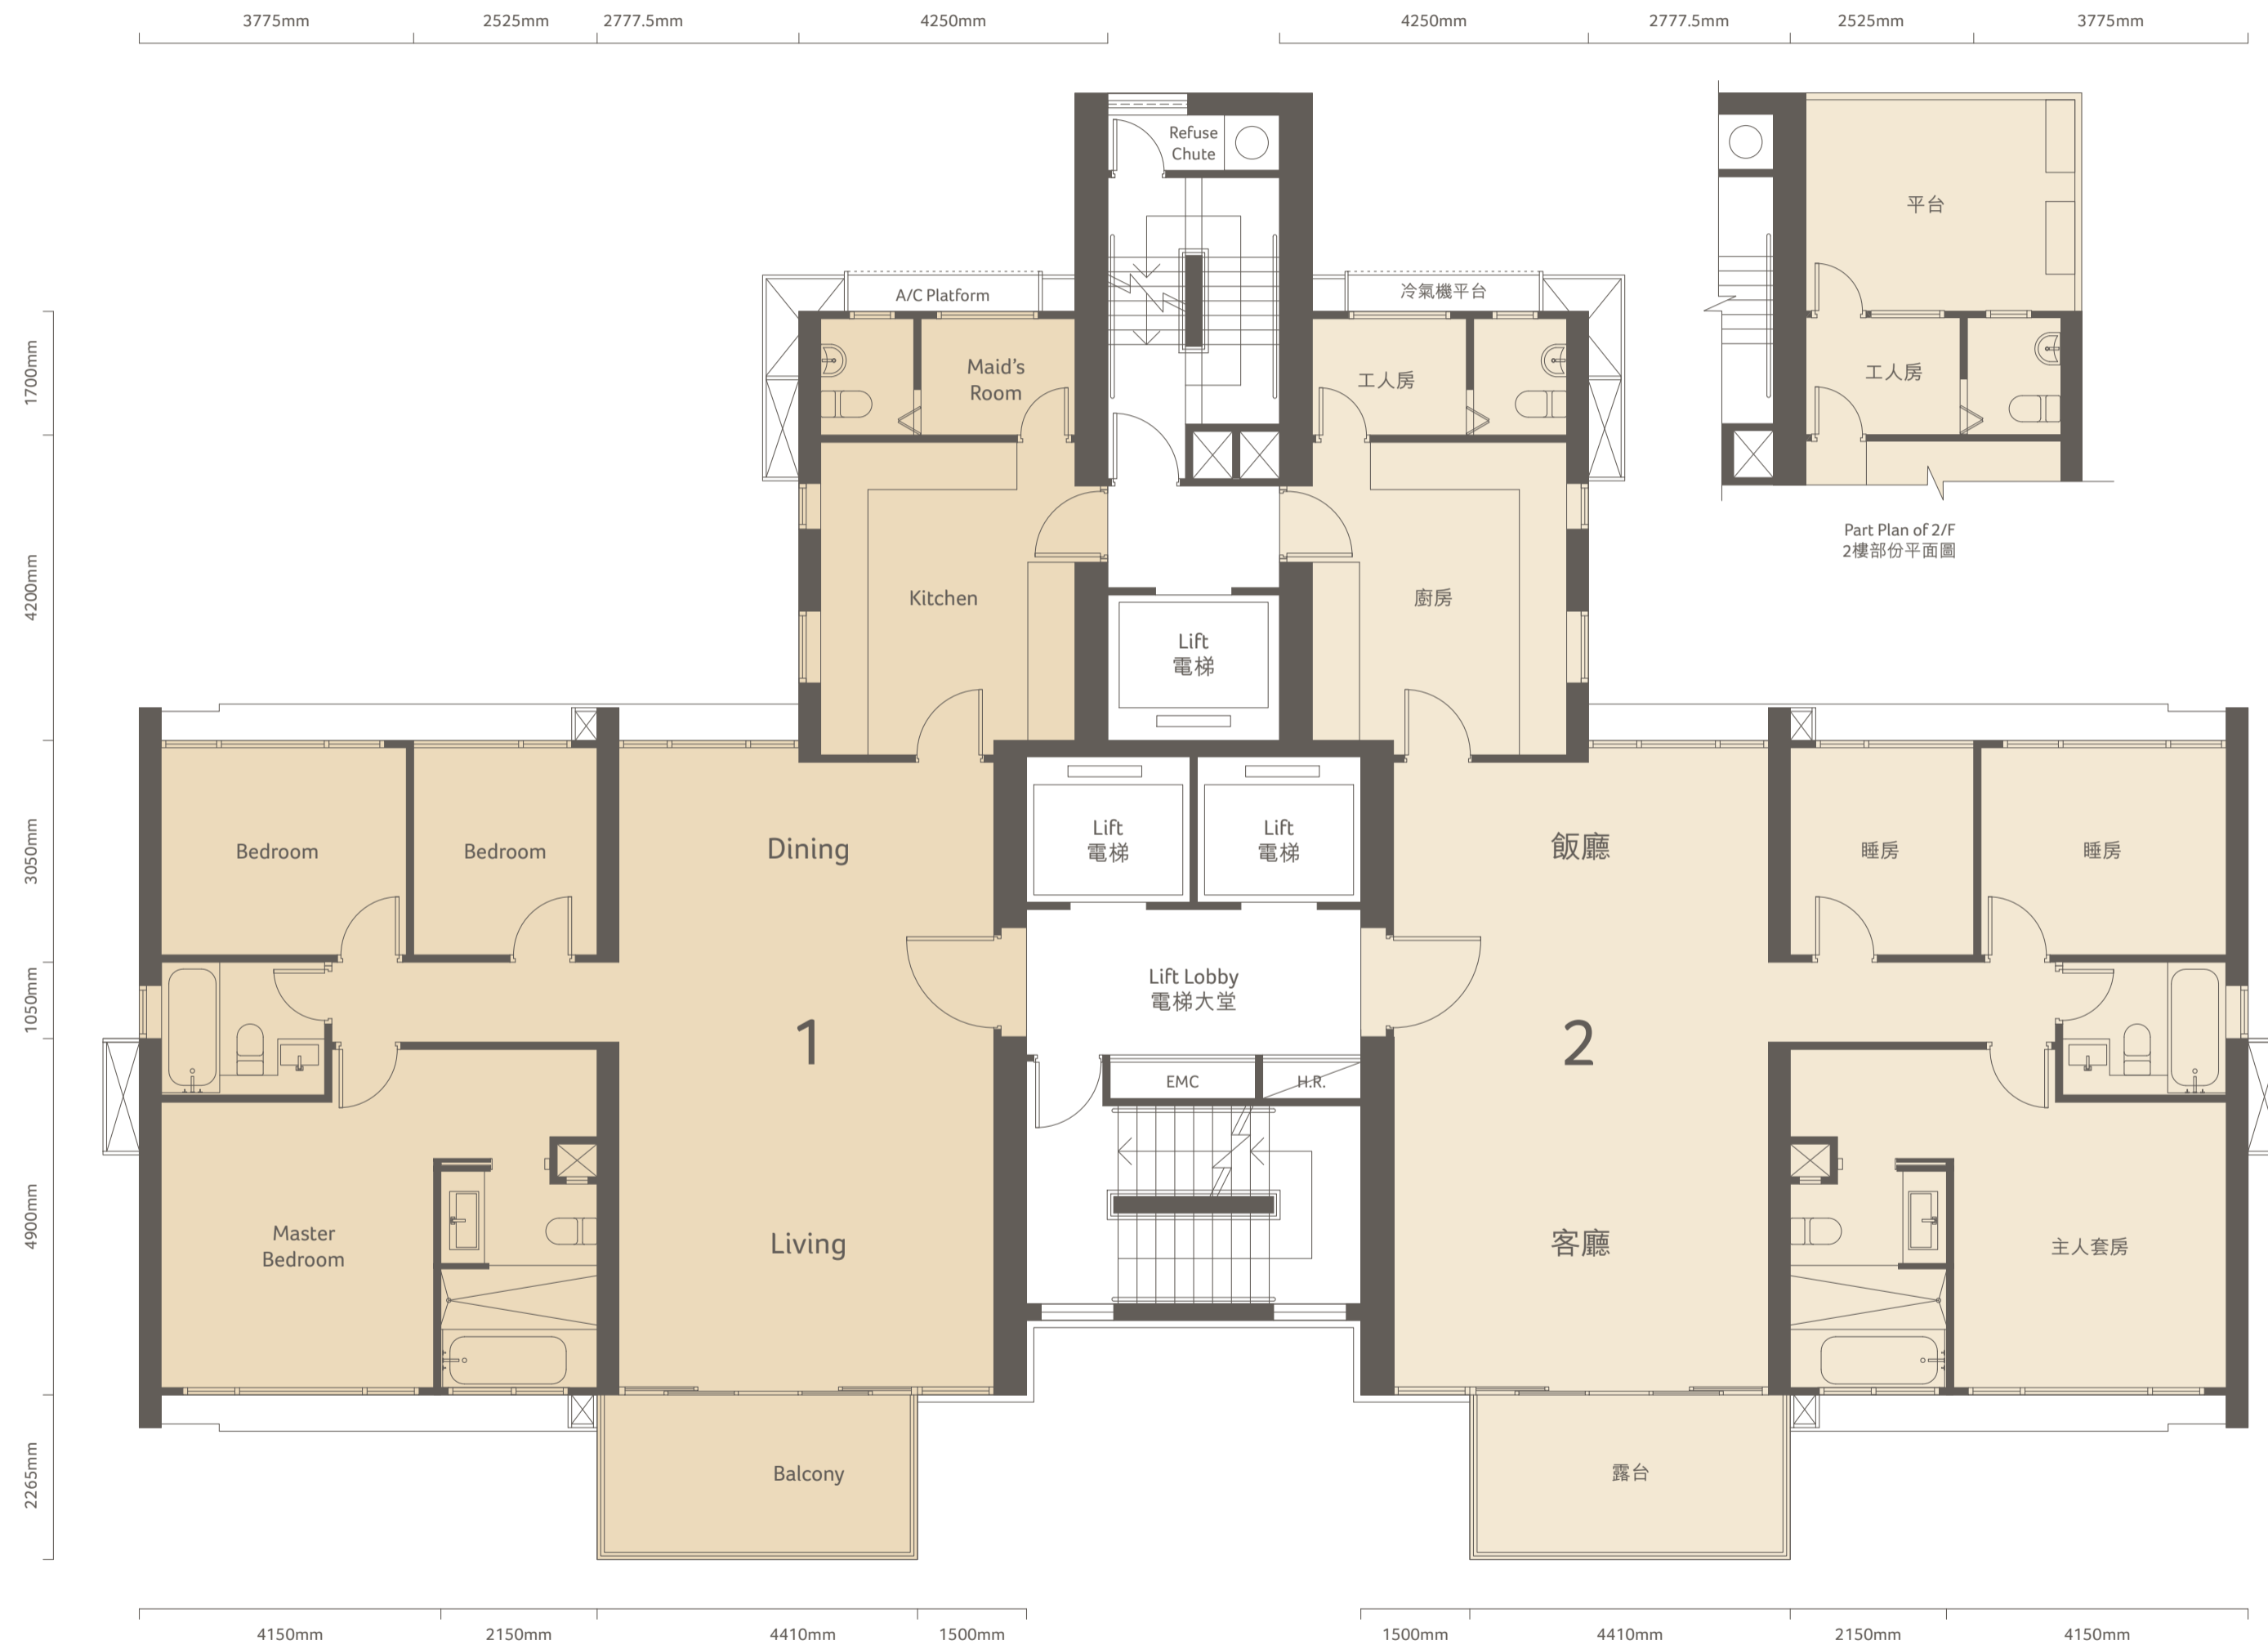 3775mm 2525mm 2777.5mm 4250mm 4250mm 2777.5mm 2525mm 3775mm
Refuse
Chute
平台
A/C Platform
冷氣機平台
1700mm
Maid's
Room
工人房
工人房
Part Plan of 2/F
2樓部份平面圖
4200mm
Kitchen
廚房
Lift
電梯
3050mm
Bedroom
Bedroom
Dining
Lift
電梯
Lift
電梯
飯廳
睡房
睡房
1050mm
Lift Lobby
電梯大堂
1
2
EMC
H.R.
4900mm
Master
Bedroom
Living
客廳
主人套房
2265mm
Balcony
露台
4150mm 2150mm 4410mm 1500mm 1500mm 4410mm 2150mm 4150mm